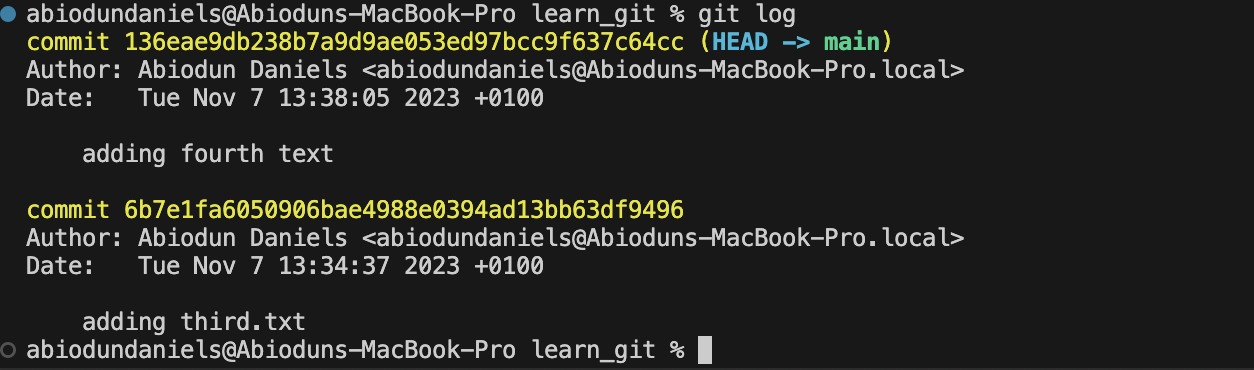 abiodundaniels@Abioduns-MacBook-Pro learn_git % git log
commit 136eae9db238b7a9d9ae053ed97bcc9f637c64cc (HEAD -> main)
Author: Abiodun Daniels <abiodundaniels@Abioduns-MacBook-Pro.local>
Date:   Tue Nov 7 13:38:05 2023 +0100
    adding fourth text
commit 6b7e1fa6050906bae4988e0394ad13bb63df9496
Author: Abiodun Daniels <abiodundaniels@Abioduns-MacBook-Pro.local>
Date:   Tue Nov 7 13:34:37 2023 +0100
    adding third.txt
abiodundaniels@Abioduns-MacBook-Pro learn_git %